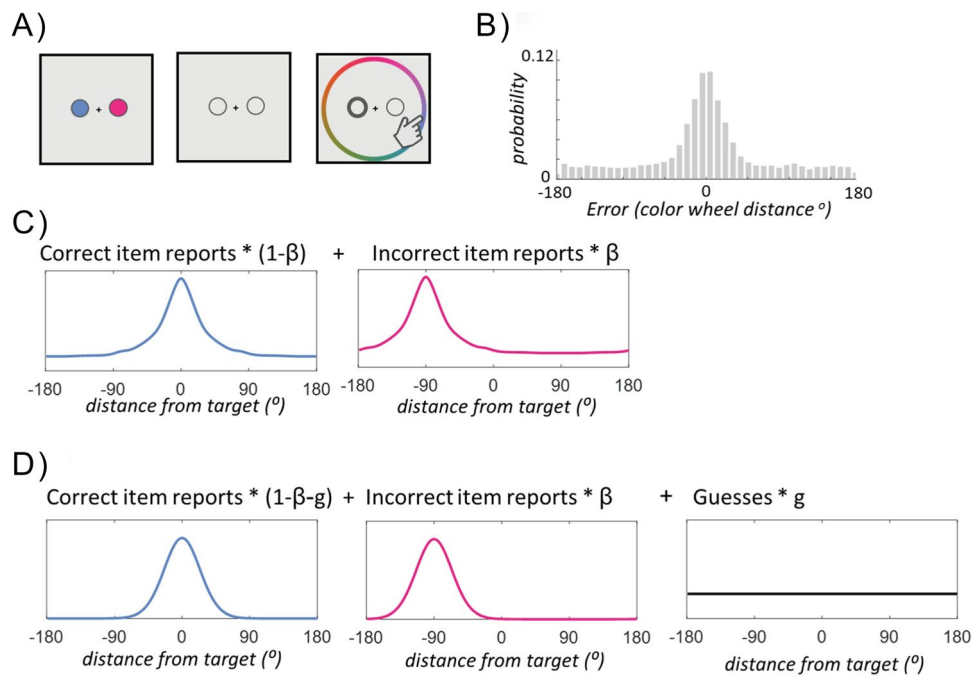 A)
+
+
+
B)
0.12
probability
0
-180
0
180
Error (color wheel distance º)
C)
Correct item reports * (1-β) + Incorrect item reports * β
-180 -90 0 90 180
distance from target (º)
-180 -90 0 90 180
distance from target (º)
D)
Correct item reports * (1-β-g) + Incorrect item reports * β + Guesses * g
-180 -90 0 90 180
distance from target (º)
-180 -90 0 90 180
distance from target (º)
-180 -90 0 90 180
distance from target (º)